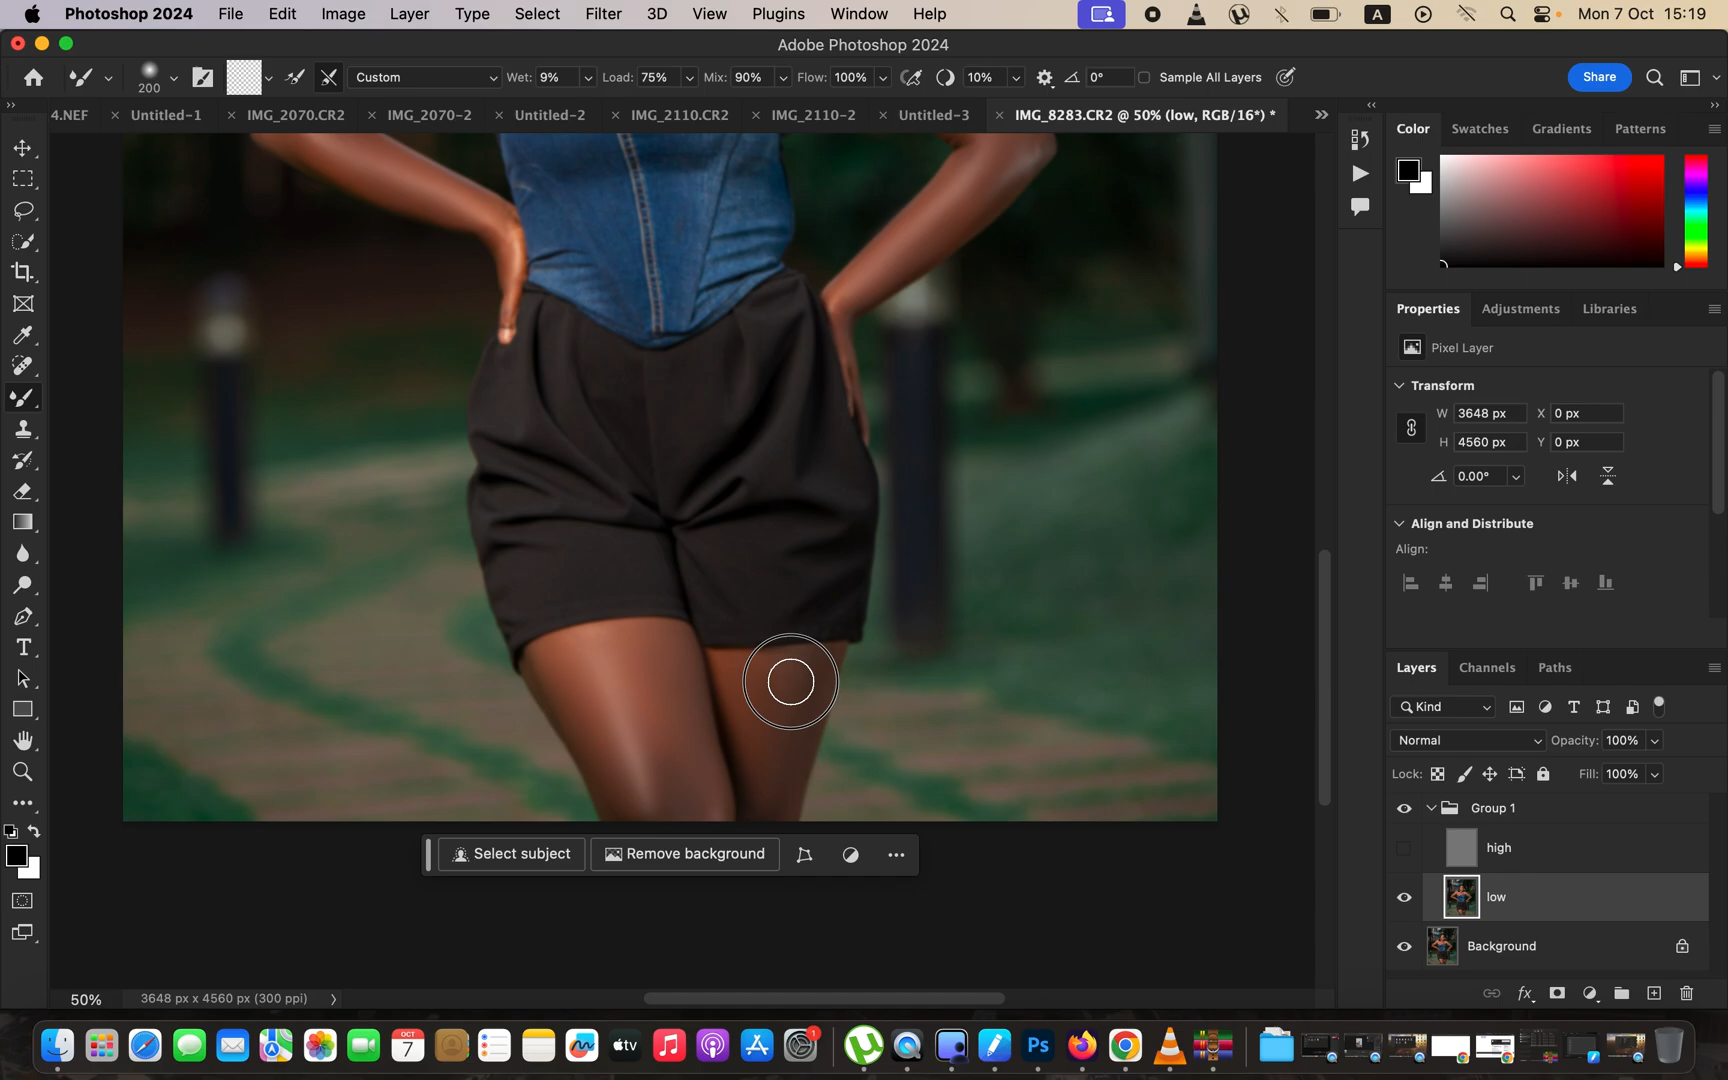 Photoshop 2024 File Edit Image Layer Type Select Filter 3D View Plugins Window Help A Mon 7 Oct 15:19
Adobe Photoshop 2024
200 Custom Wet: 9% Load: 75% Mix: 90% Flow: 100% 10% 0° Sample All Layers Share
4.NEF Untitled-1 IMG_2070.CR2 IMG_2070-2 Untitled-2 IMG_2110.CR2 IMG_2110-2 Untitled-3 IMG_8283.CR2 @ 50% (low, RGB/16*) *
Color Swatches Gradients Patterns
Properties Adjustments Libraries
Pixel Layer
Transform
W 3648 px X 0 px
H 4560 px Y 0 px
0.00°
Align and Distribute
Align:
Layers Channels Paths
Kind
Normal Opacity: 100%
Lock: Fill: 100%
Group 1
high
low
Background
Select subject Remove background
50% 3648 px x 4560 px (300 ppi)
OCT
7
tv
1
Ps